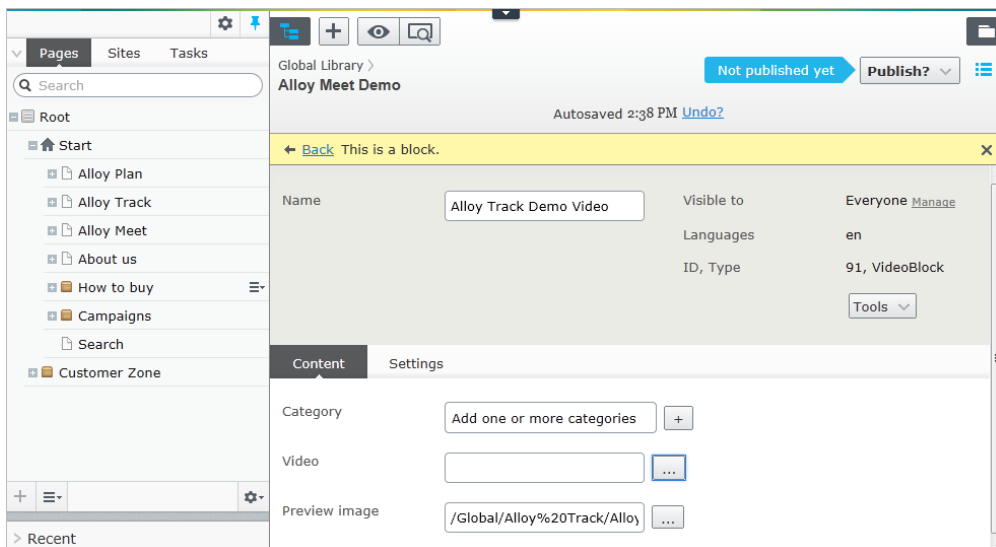 Pages Sites Tasks
Search
Root
Start
Alloy Plan
Alloy Track
Alloy Meet
About us
How to buy
Campaigns
Search
Customer Zone
Recent
Global Library
Alloy Meet Demo
Not published yet
Publish?
Autosaved 2:38 PM Undo?
Back This is a block.
Name Alloy Track Demo Video
Visible to Everyone Manage
Languages en
ID, Type 91, VideoBlock
Tools
Content Settings
Category Add one or more categories +
Video ...
Preview image /Global/Alloy%20Track/Alloy ...